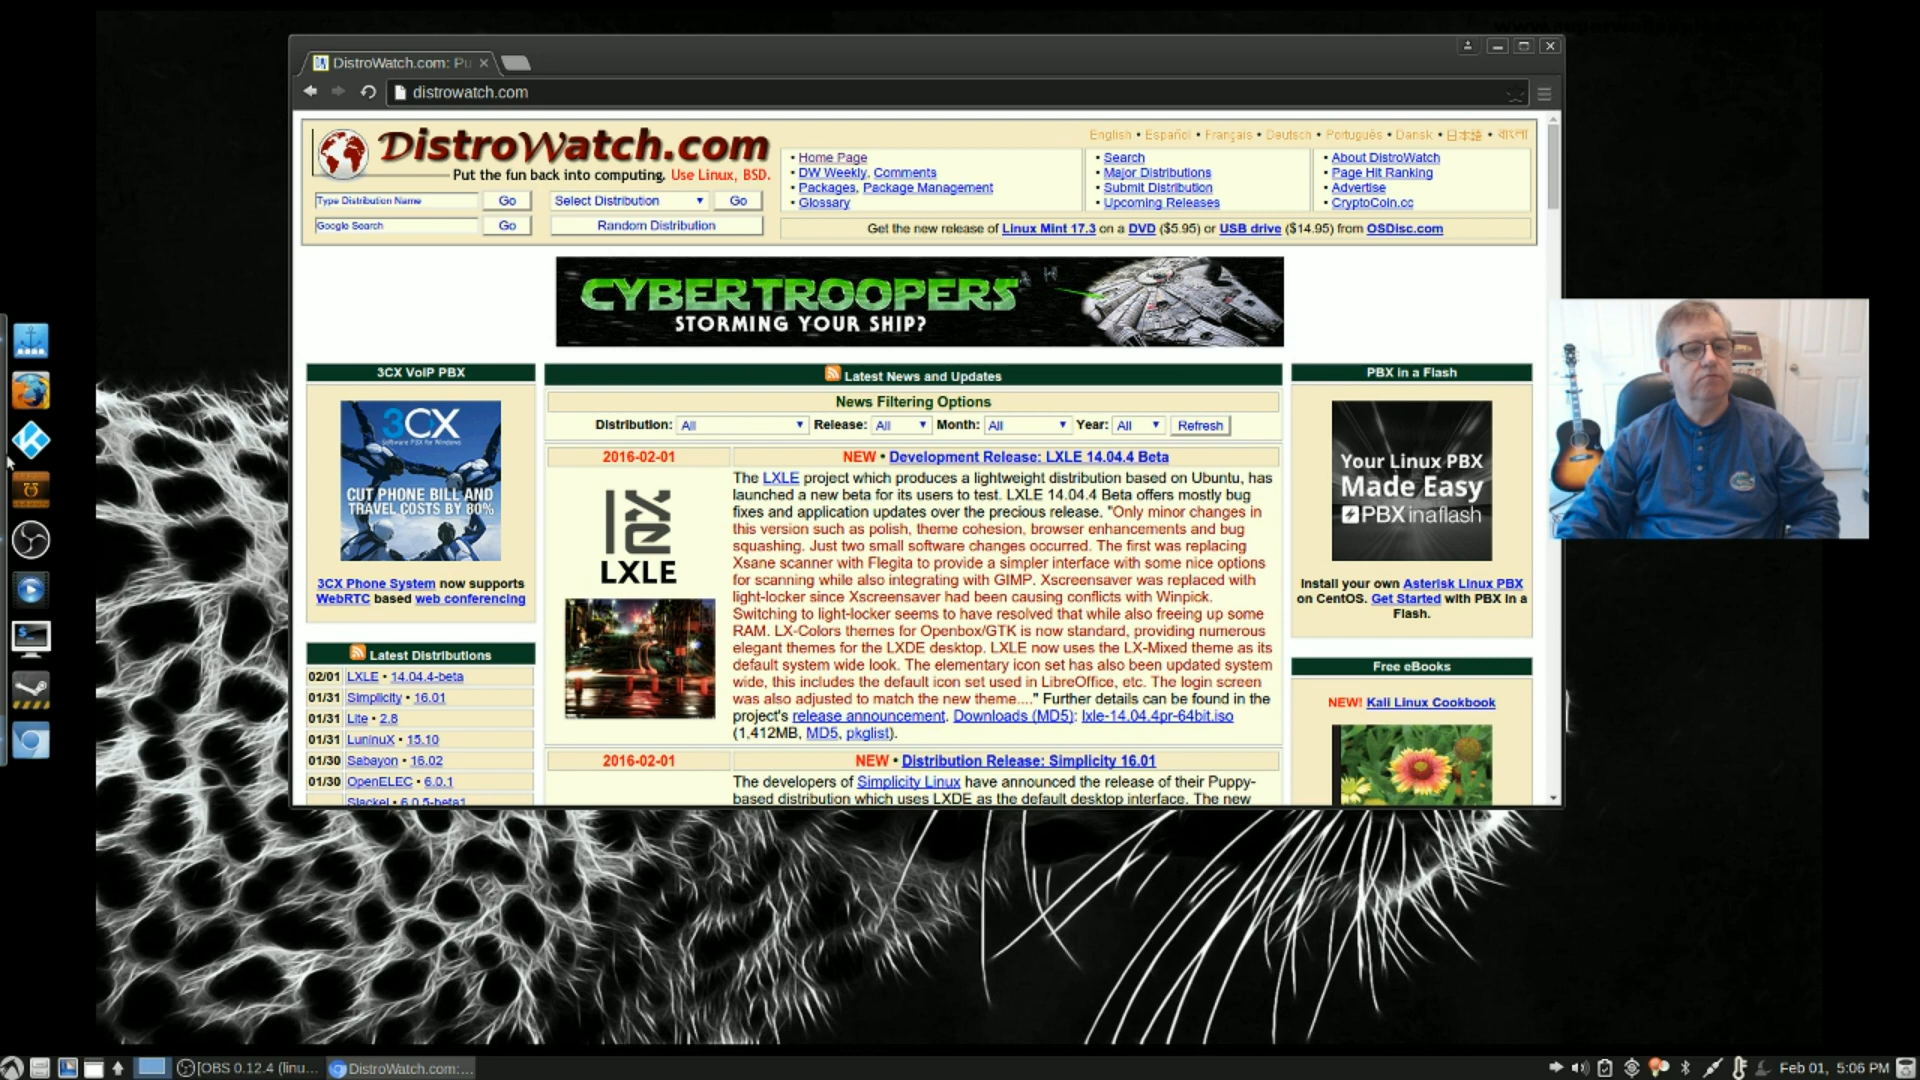 DistroWatch.com: Pu
distrowatch.com
DistroWatch.com
Put the fun back into computing. Use Linux, BSD.
English • Español • Français • Deutsch • Português • Dansk • 日本語 • বাংলা
• Home Page
• DW Weekly, Comments
• Packages, Package Management
• Glossary
• Search
• Major Distributions
• Submit Distribution
• Upcoming Releases
• About DistroWatch
• Page Hit Ranking
• Advertise
• CryptoCoin.cc
Type Distribution Name Go Select Distribution Go
Google Search Go Random Distribution
Get the new release of Linux Mint 17.3 on a DVD ($5.95) or USB drive ($14.95) from OSDisc.com
CYBERTROOPERS
STORMING YOUR SHIP?
3CX VoIP PBX
3CX
Software PBX for Windows
CUT PHONE BILL AND
TRAVEL COSTS BY 80%
3CX Phone System now supports
WebRTC based web conferencing
Latest Distributions
02/01 LXLE • 14.04.4-beta
01/31 Simplicity • 16.01
01/31 Lite • 2.8
01/31 LuninuX • 15.10
01/30 Sabayon • 16.02
01/30 OpenELEC • 6.0.1
Slackel • 6.0.5-beta1
Latest News and Updates
News Filtering Options
Distribution: All Release: All Month: All Year: All Refresh
2016-02-01 NEW • Development Release: LXLE 14.04.4 Beta
LXLE
The LXLE project which produces a lightweight distribution based on Ubuntu, has
launched a new beta for its users to test. LXLE 14.04.4 Beta offers mostly bug
fixes and application updates over the precious release. "Only minor changes in
this version such as polish, theme cohesion, browser enhancements and bug
squashing. Just two small software changes occurred. The first was replacing
Xsane scanner with Flegita to provide a simpler interface with some nice options
for scanning while also integrating with GIMP. Xscreensaver was replaced with
light-locker since Xscreensaver had been causing conflicts with Winpick.
Switching to light-locker seems to have resolved that while also freeing up some
RAM. LX-Colors themes for Openbox/GTK is now standard, providing numerous
elegant themes for the LXDE desktop. LXLE now uses the LX-Mixed theme as its
default system wide look. The elementary icon set has also been updated system
wide, this includes the default icon set used in LibreOffice, etc. The login screen
was also adjusted to match the new theme...." Further details can be found in the
project's release announcement. Downloads (MD5): lxle-14.04.4pr-64bit.iso
(1,412MB, MD5, pkglist).
2016-02-01 NEW • Distribution Release: Simplicity 16.01
The developers of Simplicity Linux have announced the release of their Puppy-
based distribution which uses LXDE as the default desktop interface. The new
PBX in a Flash
Your Linux PBX
Made Easy
PBXinaflash
Install your own Asterisk Linux PBX
on CentOS. Get Started with PBX in a
Flash.
Free eBooks
NEW! Kali Linux Cookbook
[OBS 0.12.4 (linu...
DistroWatch.com:...
Feb 01, 5:06 PM